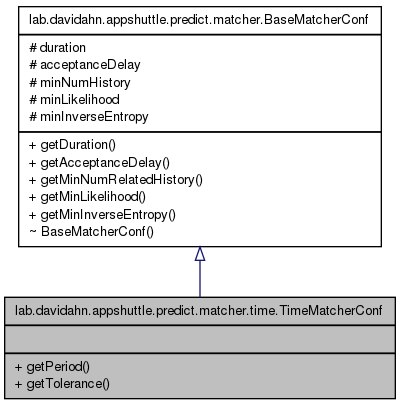 lab.davidahn.appshuttle.predict.matcher.BaseMatcherConf
# duration
# acceptanceDelay
# minNumHistory
# minLikelihood
# minInverseEntropy
+ getDuration()
+ getAcceptanceDelay()
+ getMinNumRelatedHistory()
+ getMinLikelihood()
+ getMinInverseEntropy()
~ BaseMatcherConf()
lab.davidahn.appshuttle.predict.matcher.time.TimeMatcherConf
+ getPeriod()
+ getTolerance()